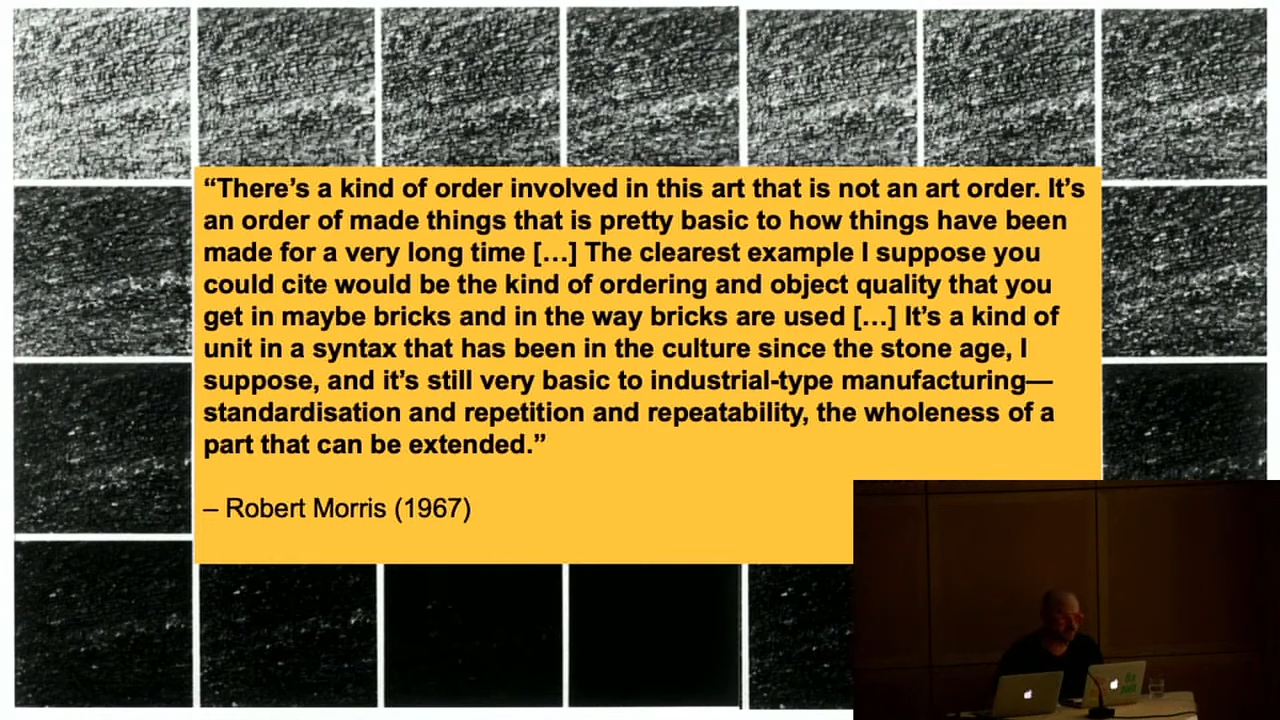 “There’s a kind of order involved in this art that is not an art order. It’s
an order of made things that is pretty basic to how things have been
made for a very long time […] The clearest example I suppose you
could cite would be the kind of ordering and object quality that you
get in maybe bricks and in the way bricks are used […] It’s a kind of
unit in a syntax that has been in the culture since the stone age, I
suppose, and it’s still very basic to industrial-type manufacturing—
standardisation and repetition and repeatability, the wholeness of a
part that can be extended.”
– Robert Morris (1967)